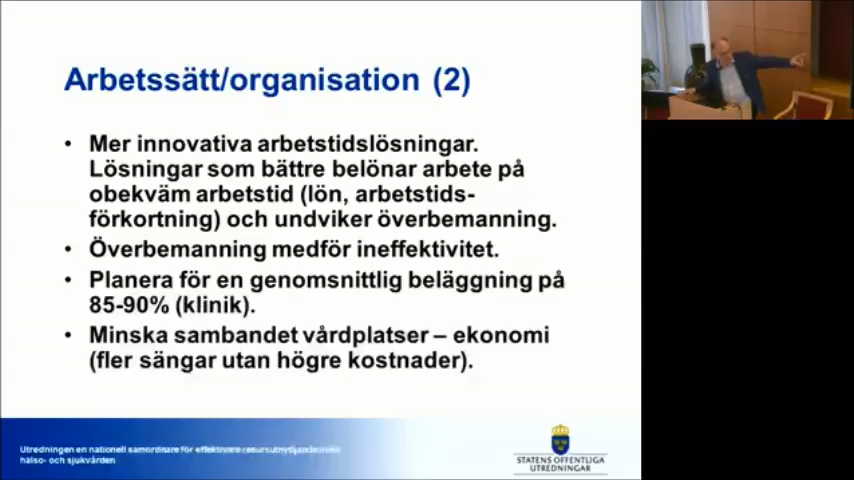 Arbetssätt/organisation (2)
• Mer innovativa arbetstidslösningar.
Lösningar som bättre belönar arbete på
obekväm arbetstid (lön, arbetstids-
förkortning) och undviker överbemanning.
• Överbemanning medför ineffektivitet.
• Planera för en genomsnittlig beläggning på
85-90% (klinik).
• Minska sambandet vårdplatser – ekonomi
(fler sängar utan högre kostnader).
Utredningen en nationell samordnare för effektivare resursutnyttjande inom
hälso- och sjukvården
STATENS OFFENTLIGA
UTREDNINGAR